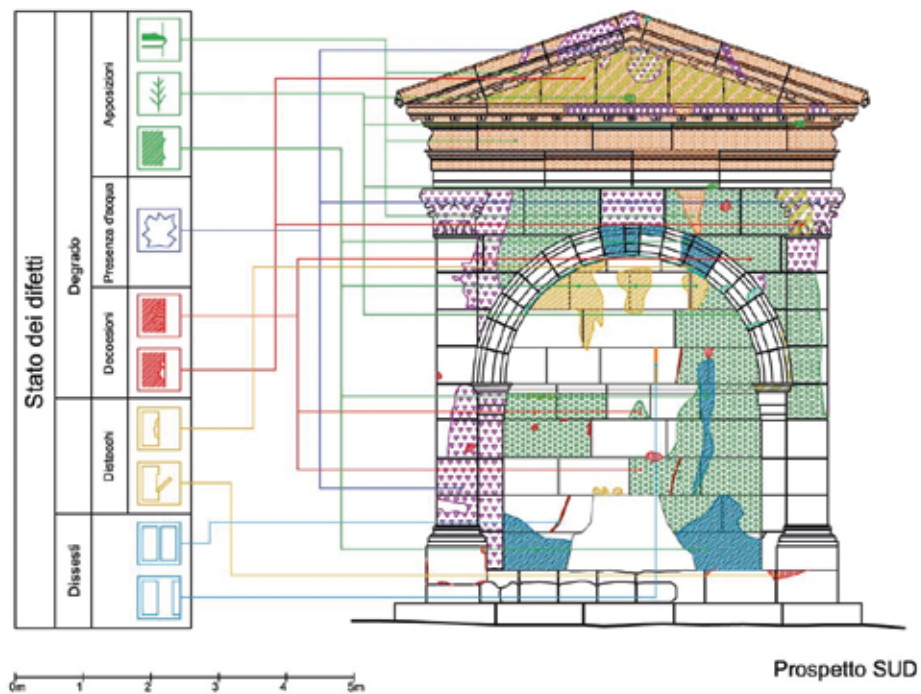 Stato dei difetti
Degrado
Dissesti
Apposizioni
Presenza d'acqua
Decoesioni
Distacchi
0m 1 2 3 4 5m
Prospetto SUD